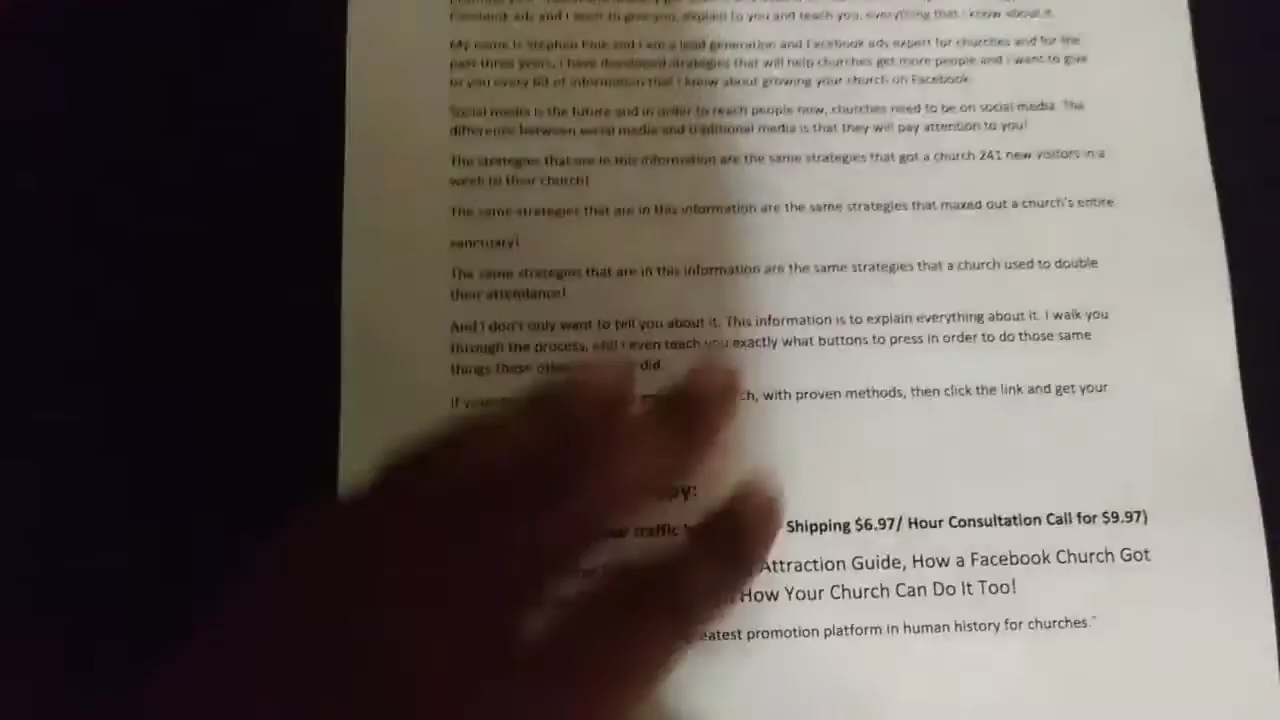 Facebook ads and I want to give you, explain to you and teach you, everything that I know about it.
My name is Stephen and I am a lead generation and Facebook ads expert for churches and for the
past three years, I have developed strategies that will help churches get more people and I want to give
to you every bit of information that I know about growing your church on Facebook.
Social media is the future and in order to reach people now, churches need to be on social media. The
difference between social media and traditional media is that they will pay attention to you!
The strategies that are in this information are the same strategies that got a church 241 new visitors in a
week to their church!
The same strategies that are in this information are the same strategies that maxed out a church's entire
sanctuary!
The same strategies that are in this information are the same strategies that a church used to double
their attendance!
And I don't only want to tell you about it. This information is to explain everything about it. I walk you
through the process, and I even teach you exactly what buttons to press in order to do those same
things those did.
If with proven methods, then click the link and get your
traffic Shipping $6.97/ Hour Consultation Call for $9.97)
Attraction Guide, How a Facebook Church Got
How Your Church Can Do It Too!
promotion platform in human history for churches."